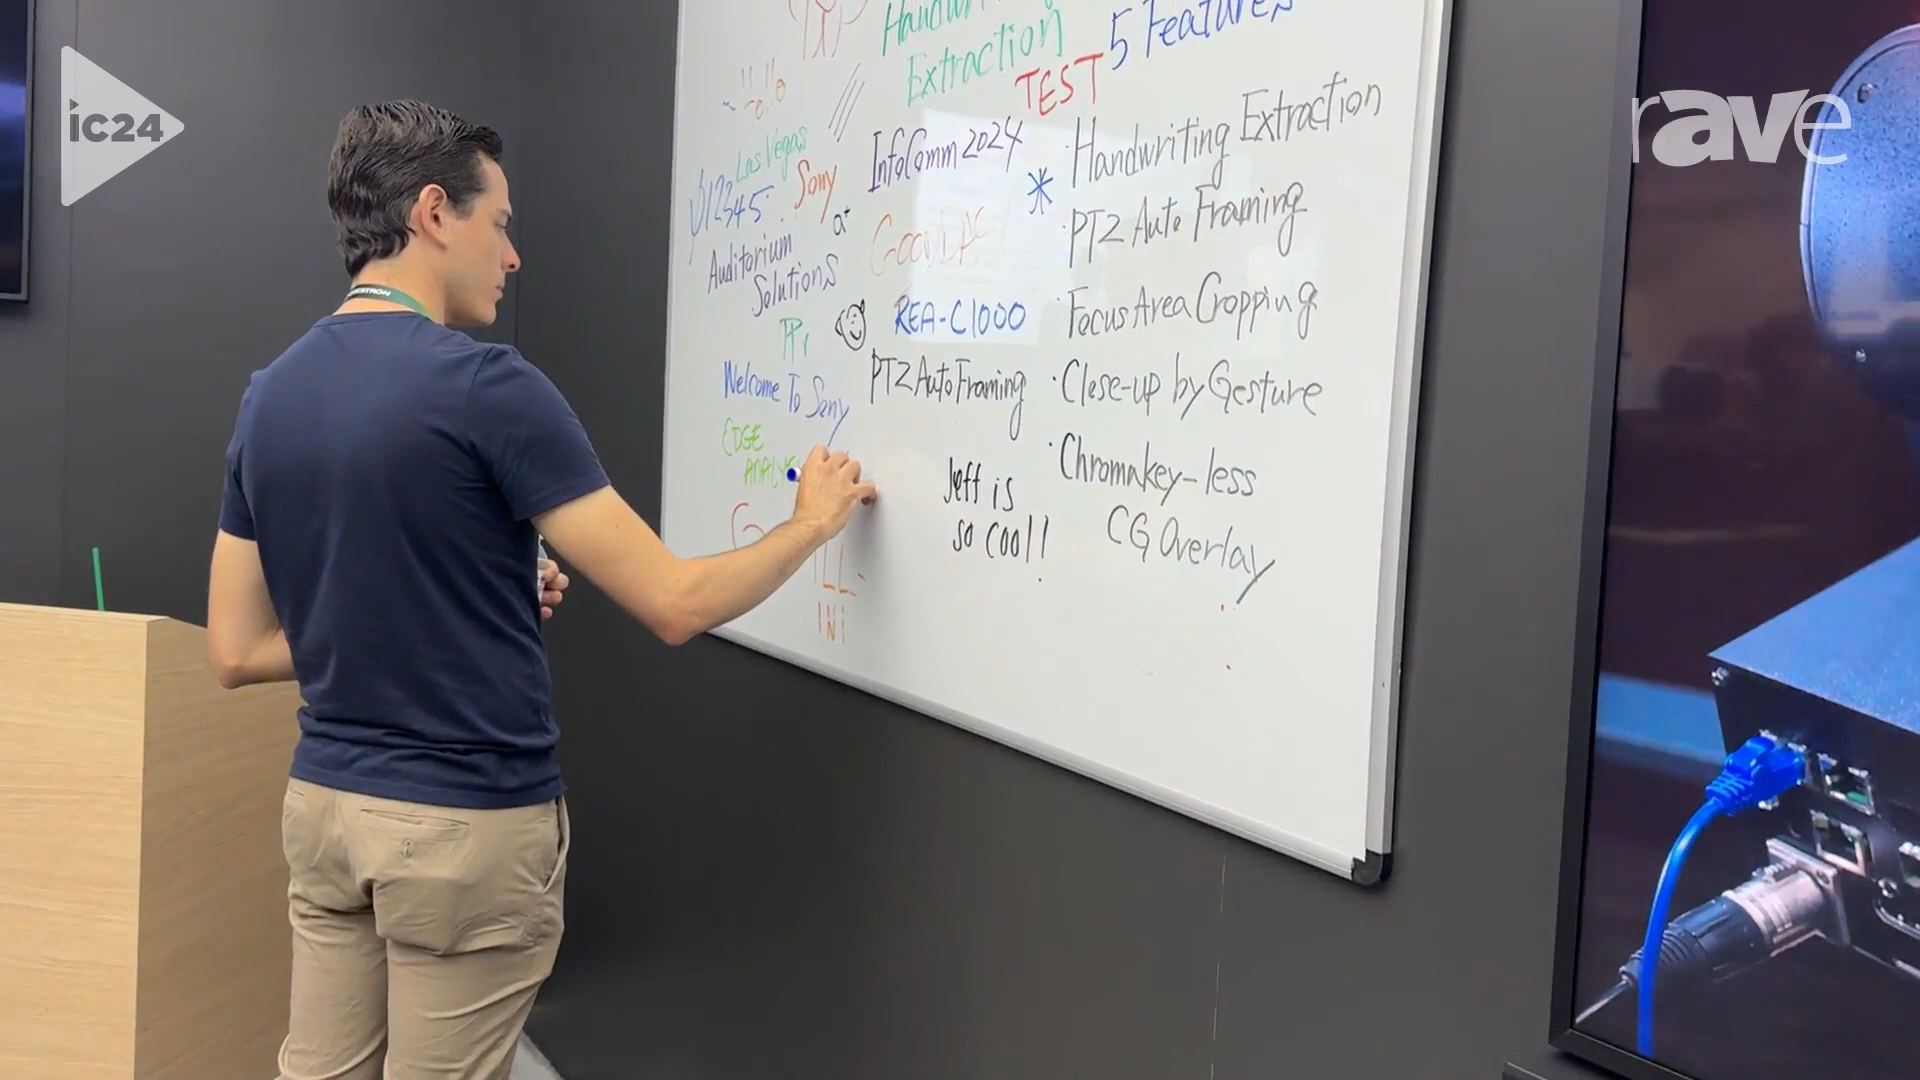 ic24
rAVe
Extraction
5 Features
TEST
Las Vegas
12345
Sony
Auditorium
Solutions
Welcome To Sony
EDGE
InfoComm 2024
REA-C1000
PTZ Auto Framing
Jeff is
so cool!
· Handwriting Extraction
· PTZ Auto Framing
· Focus Area Cropping
· Close-up by Gesture
· Chromakey-less
CG Overlay